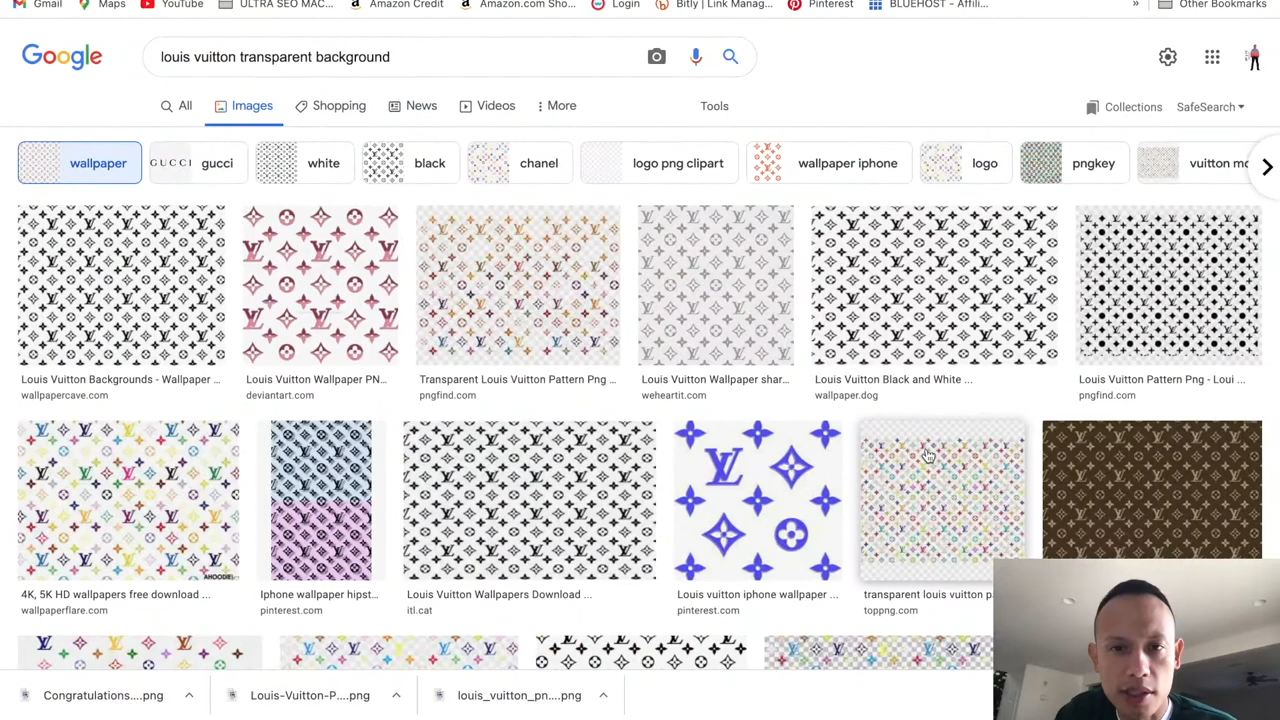 Gmail Maps YouTube ULTRA SEO MAC... Amazon Credit Amazon.com Sho... Login Bitly | Link Manag... Pinterest BLUEHOST - Affili... » Other Bookmarks
Google louis vuitton transparent background
All Images Shopping News Videos More Tools Collections SafeSearch
wallpaper GUCCI gucci white black chanel logo png clipart wallpaper iphone logo pngkey vuitton mo
Louis Vuitton Backgrounds - Wallpaper ... Louis Vuitton Wallpaper PN... Transparent Louis Vuitton Pattern Png ... Louis Vuitton Wallpaper shar... Louis Vuitton Black and White ... Louis Vuitton Pattern Png - Loui ...
wallpapercave.com deviantart.com pngfind.com weheartit.com wallpaper.dog pngfind.com
AHOODIE
4K, 5K HD wallpapers free download ... Iphone wallpaper hipst... Louis Vuitton Wallpapers Download ... Louis vuitton iphone wallpaper ... transparent louis vuitton p
wallpaperflare.com pinterest.com itl.cat pinterest.com toppng.com
Congratulations....png Louis-Vuitton-P....png louis_vuitton_pn....png